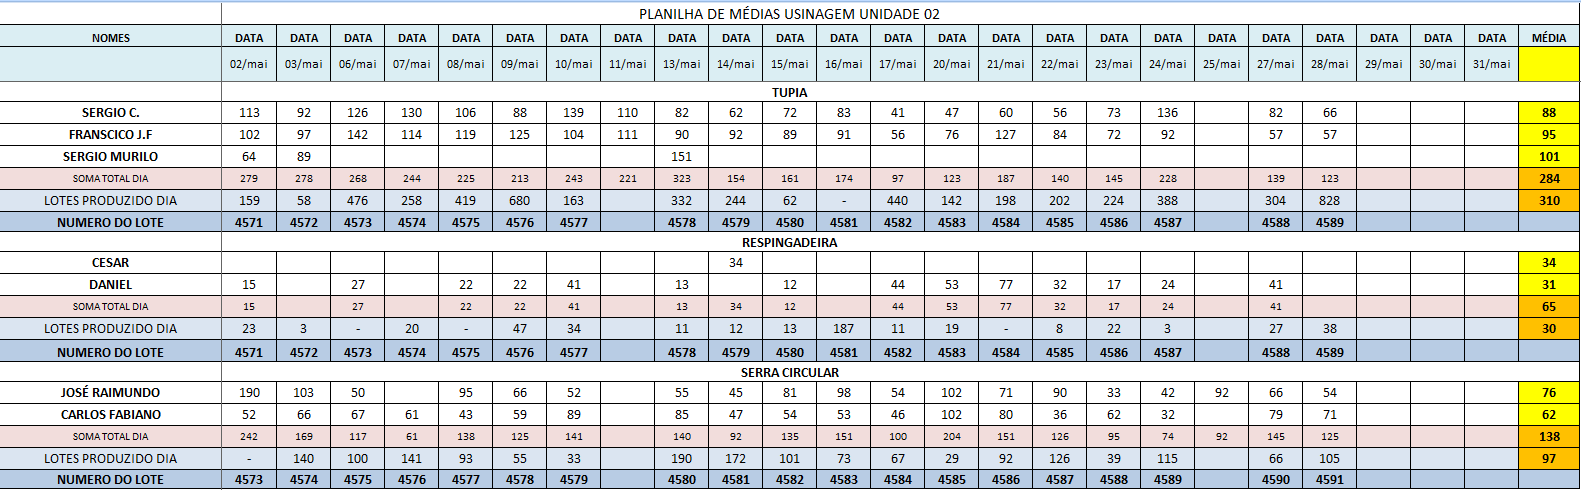 PLANILHA DE MÉDIAS USINAGEM UNIDADE 02
NOMES DATA DATA DATA DATA DATA DATA DATA DATA DATA DATA DATA DATA DATA DATA DATA DATA DATA DATA DATA DATA DATA DATA DATA DATA MÉDIA
02/mai 03/mai 06/mai 07/mai 08/mai 09/mai 10/mai 11/mai 13/mai 14/mai 15/mai 16/mai 17/mai 20/mai 21/mai 22/mai 23/mai 24/mai 25/mai 27/mai 28/mai 29/mai 30/mai 31/mai
TUPIA
SERGIO C. 113 92 126 130 106 88 139 110 82 62 72 83 41 47 60 56 73 136 82 66 88
FRANSCICO J.F 102 97 142 114 119 125 104 111 90 92 89 91 56 76 127 84 72 92 57 57 95
SERGIO MURILO 64 89 151 101
SOMA TOTAL DIA 279 278 268 244 225 213 243 221 323 154 161 174 97 123 187 140 145 228 139 123 284
LOTES PRODUZIDO DIA 159 58 476 258 419 680 163 332 244 62 - 440 142 198 202 224 388 304 828 310
NUMERO DO LOTE 4571 4572 4573 4574 4575 4576 4577 4578 4579 4580 4581 4582 4583 4584 4585 4586 4587 4588 4589
RESPINGADEIRA
CESAR 34 34
DANIEL 15 27 22 22 41 13 12 44 53 77 32 17 24 41 31
SOMA TOTAL DIA 15 27 22 22 41 13 34 12 44 53 77 32 17 24 41 65
LOTES PRODUZIDO DIA 23 3 - 20 - 47 34 11 12 13 187 11 19 - 8 22 3 27 38 30
NUMERO DO LOTE 4571 4572 4573 4574 4575 4576 4577 4578 4579 4580 4581 4582 4583 4584 4585 4586 4587 4588 4589
SERRA CIRCULAR
JOSÉ RAIMUNDO 190 103 50 95 66 52 55 45 81 98 54 102 71 90 33 42 92 66 54 76
CARLOS FABIANO 52 66 67 61 43 59 89 85 47 54 53 46 102 80 36 62 32 79 71 62
SOMA TOTAL DIA 242 169 117 61 138 125 141 140 92 135 151 100 204 151 126 95 74 92 145 125 138
LOTES PRODUZIDO DIA - 140 100 141 93 55 33 190 172 101 73 67 29 92 126 39 115 66 105 97
NUMERO DO LOTE 4573 4574 4575 4576 4577 4578 4579 4580 4581 4582 4583 4584 4585 4586 4587 4588 4589 4590 4591